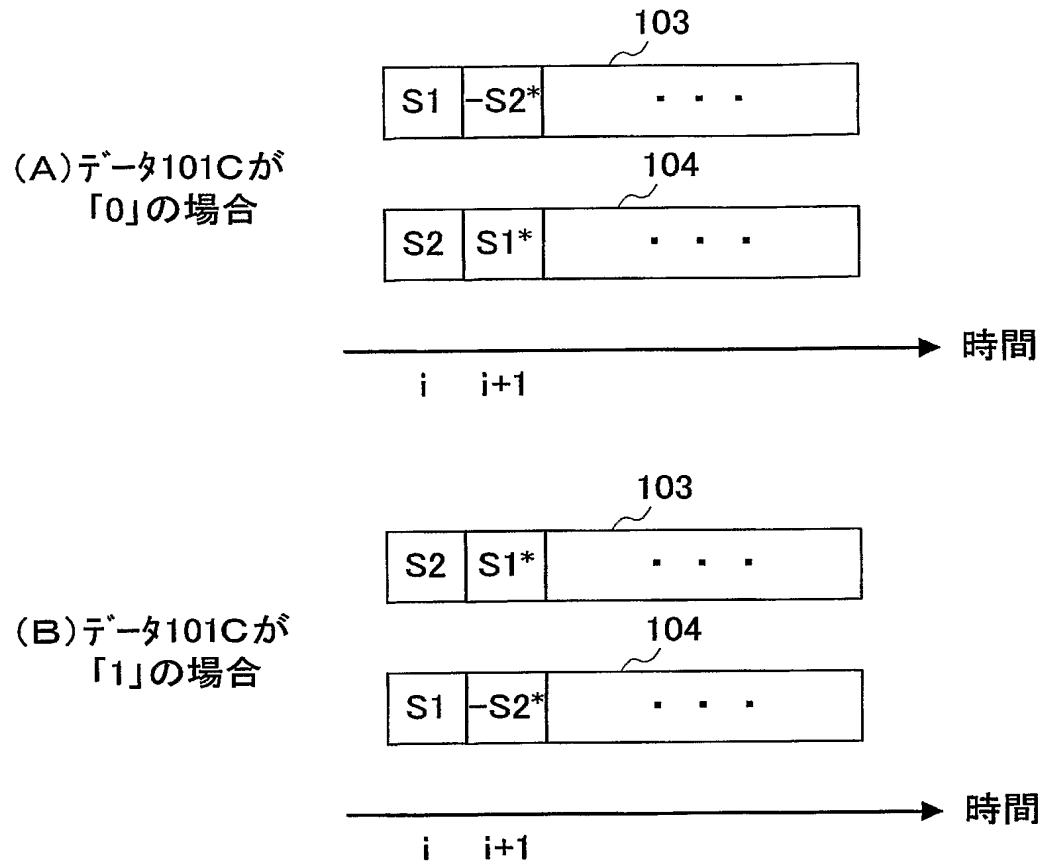 103
S1 -S2* ・・・
(A)データ101Cが
「0」の場合
104
S2 S1* ・・・
時間
i i+1
103
S2 S1* ・・・
(B)データ101Cが
「1」の場合
104
S1 -S2* ・・・
時間
i i+1